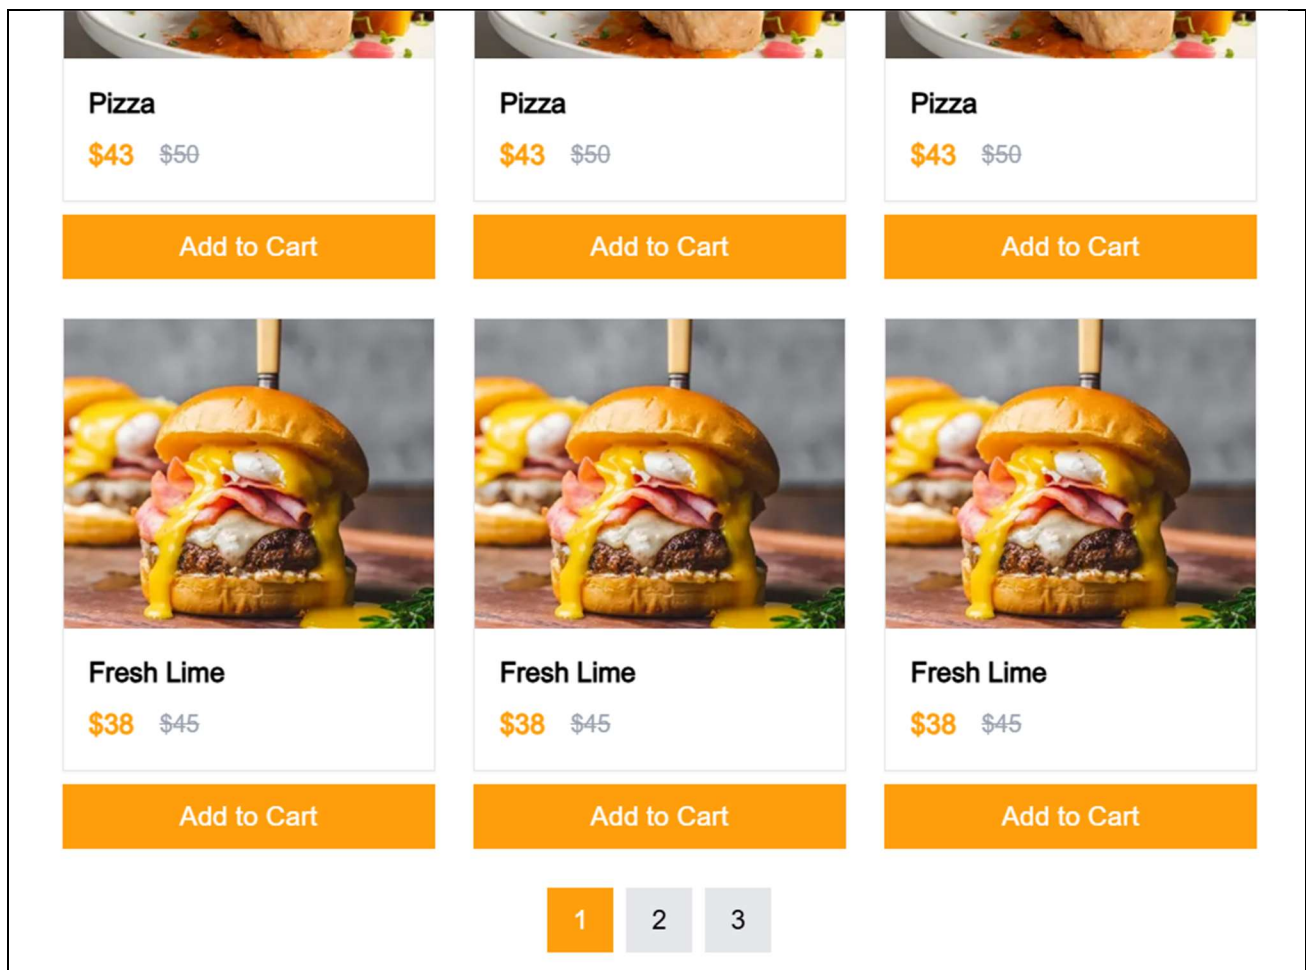 Pizza Pizza Pizza
$43 $50 $43 $50 $43 $50
Add to Cart Add to Cart Add to Cart
Fresh Lime Fresh Lime Fresh Lime
$38 $45 $38 $45 $38 $45
Add to Cart Add to Cart Add to Cart
1 2 3